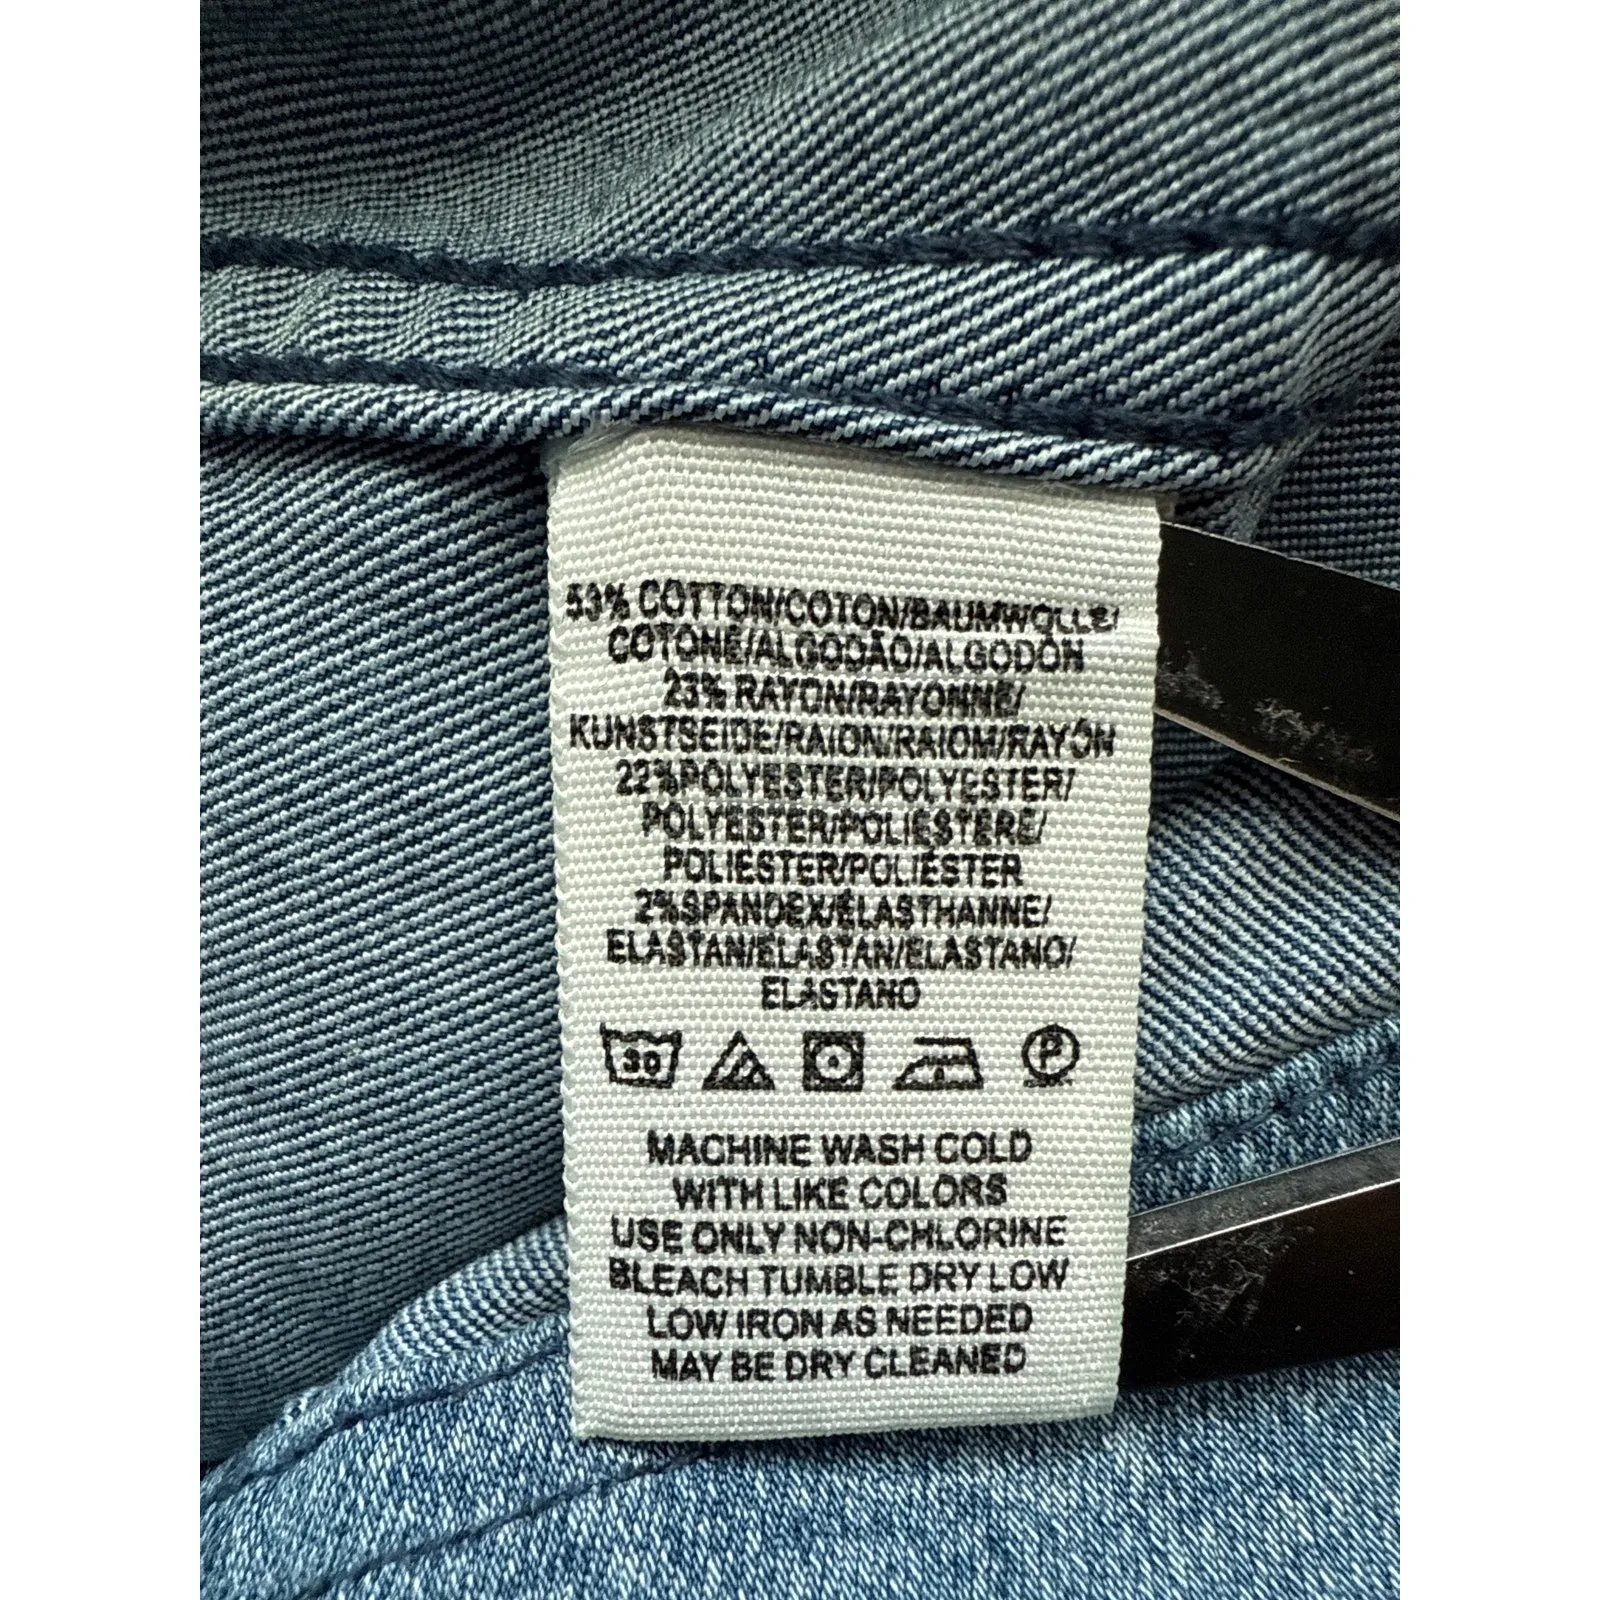 53% COTTON/COTON/BAUMWOLLE/
COTONE/ALGODÃO/ALGODÓN
23% RAYON/RAYONNE/
KUNSTSEIDE/RAION/RAIOM/RAYÓN
22%POLYESTER/POLYESTER/
POLYESTER/POLIESTERE/
POLIÉSTER/POLIÉSTER
2%SPANDEX/ÉLASTHANNE/
ELASTAN/ELASTAN/ELASTANO/
ELASTANO
30
P
MACHINE WASH COLD
WITH LIKE COLORS
USE ONLY NON-CHLORINE
BLEACH TUMBLE DRY LOW
LOW IRON AS NEEDED
MAY BE DRY CLEANED